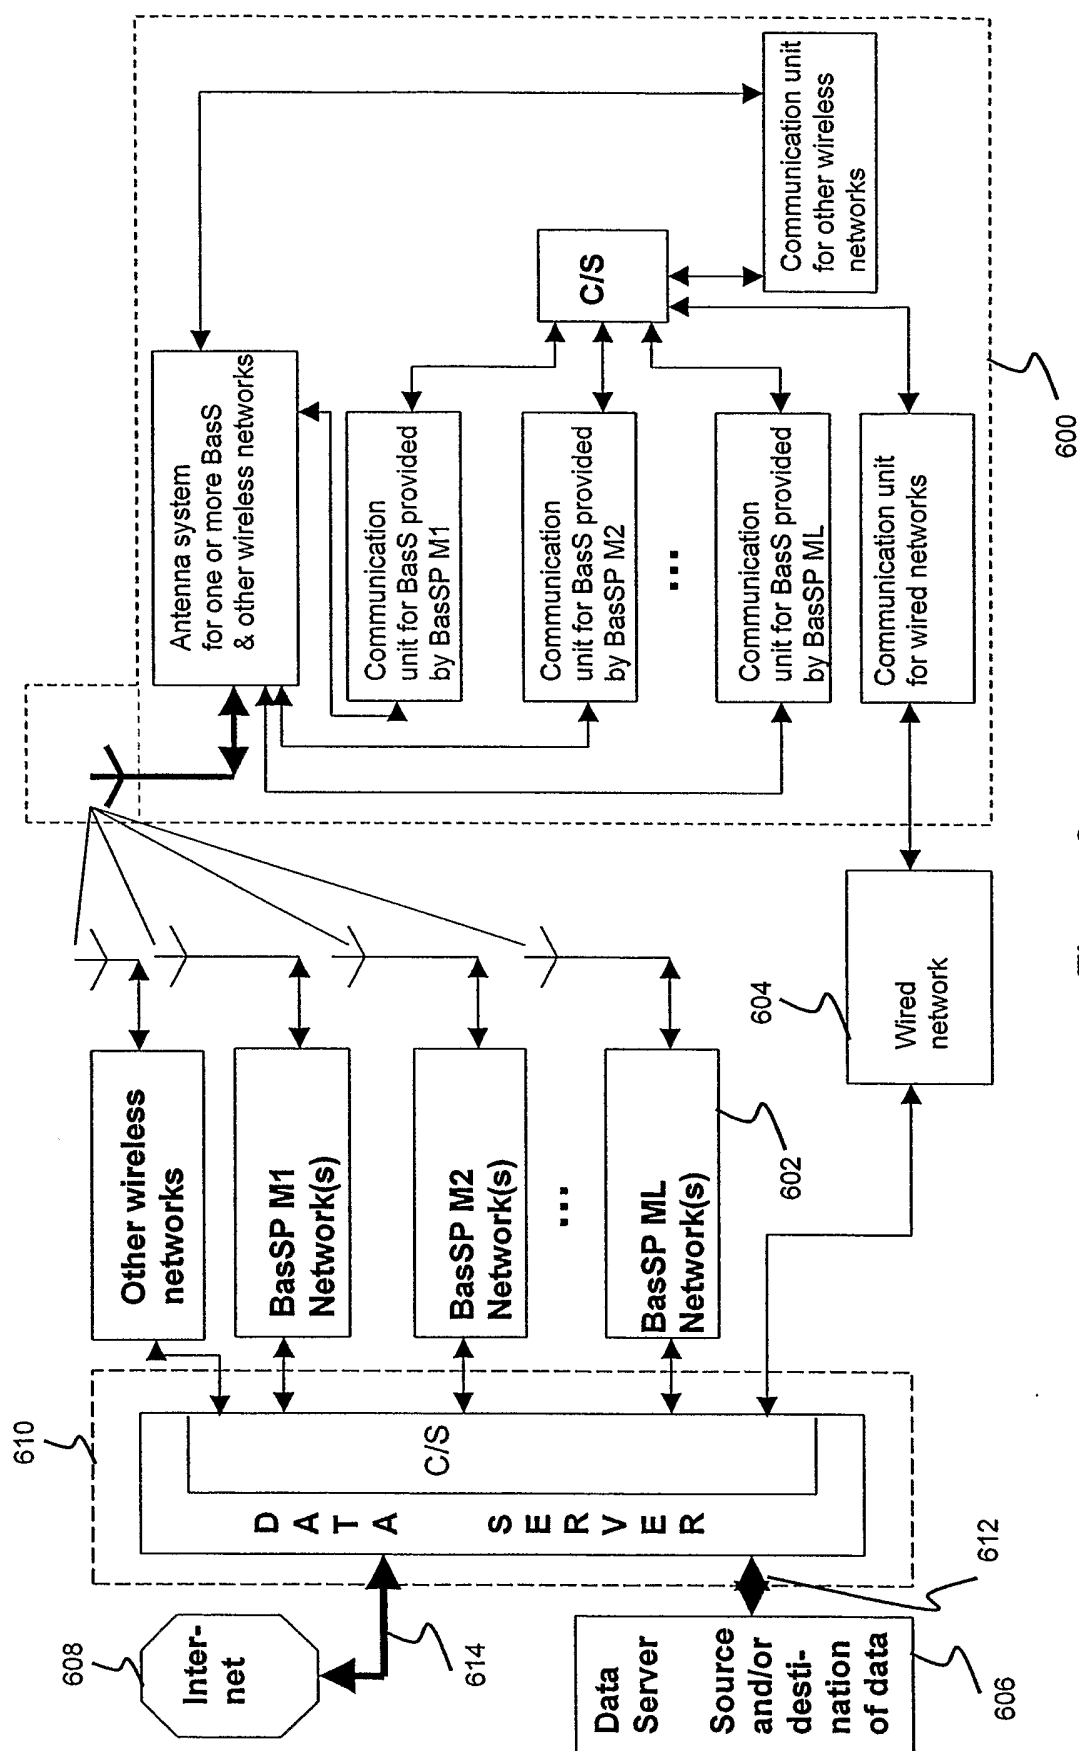 608
Inter-
net
614
Data
Server
Source
and/or
desti-
nation
of data
606
612
610
DATA SERVER
C/S
Other wireless
networks
BasSP M1
Network(s)
BasSP M2
Network(s)
...
BasSP ML
Network(s)
602
604
Wired
network
Antenna system
for one or more BasS
& other wireless networks
Communication
unit for BasS provided
by BasSP M1
Communication
unit for BasS provided
by BasSP M2
...
Communication
unit for BasS provided
by BasSP ML
Communication unit
for wired networks
C/S
Communication unit
for other wireless
networks
600